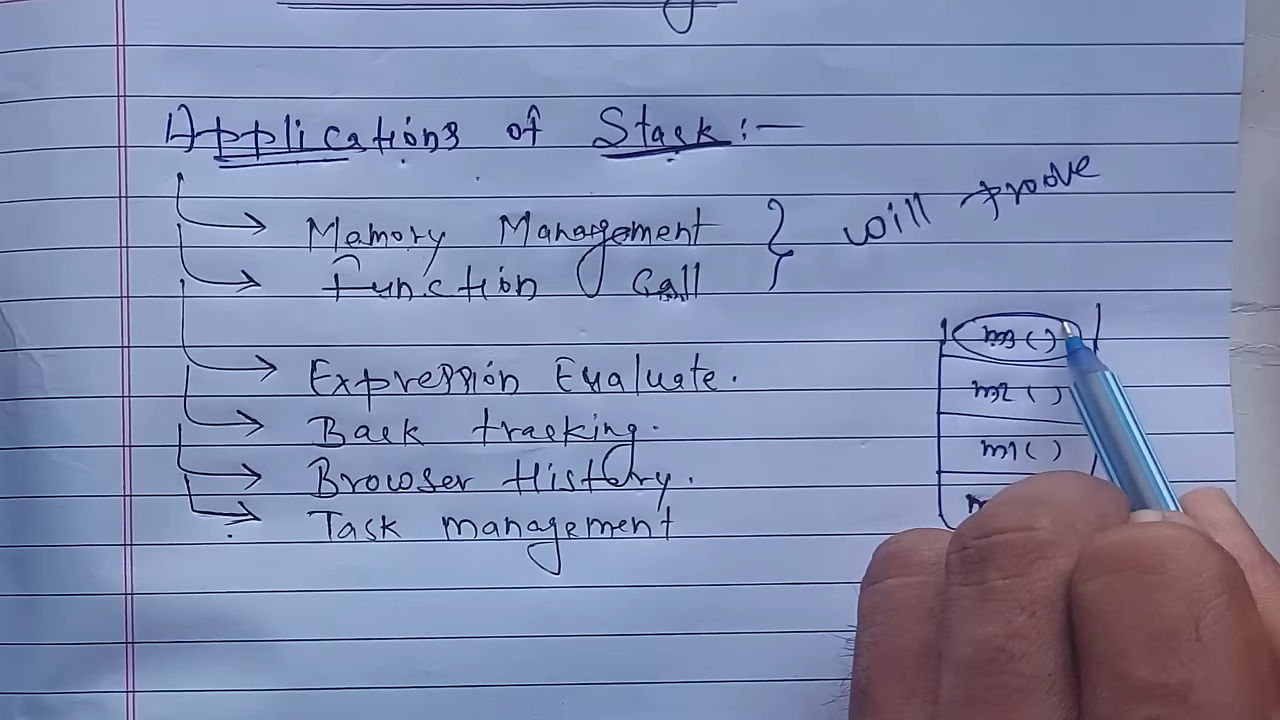 Applications of Stack :-
Memory Management } will prove
Function Call
Expression Evaluate.
Back tracking.
Browser History.
Task management
m2( )
m1( )